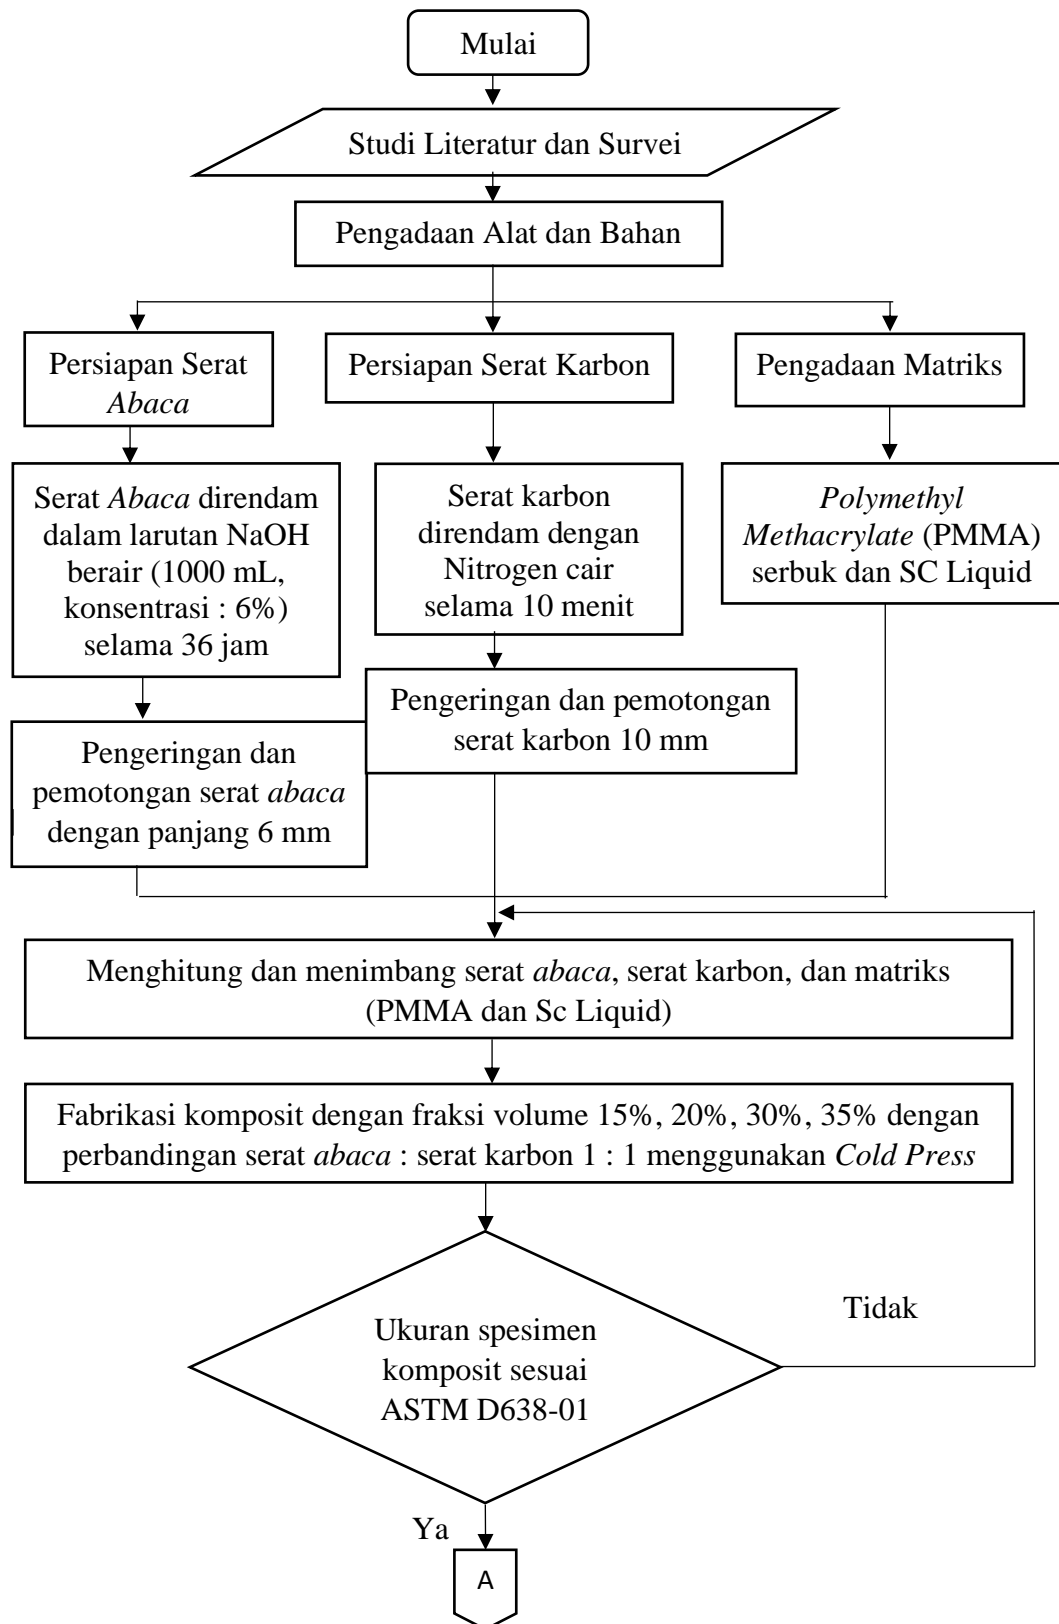 Mulai
Studi Literatur dan Survei
Pengadaan Alat dan Bahan
Persiapan Serat
Abaca
Persiapan Serat Karbon
Pengadaan Matriks
Serat Abaca direndam
dalam larutan NaOH
berair (1000 mL,
konsentrasi : 6%)
selama 36 jam
Serat karbon
direndam dengan
Nitrogen cair
selama 10 menit
Polymethyl
Methacrylate (PMMA)
serbuk dan SC Liquid
Pengeringan dan
pemotongan serat abaca
dengan panjang 6 mm
Pengeringan dan pemotongan
serat karbon 10 mm
Menghitung dan menimbang serat abaca, serat karbon, dan matriks
(PMMA dan Sc Liquid)
Fabrikasi komposit dengan fraksi volume 15%, 20%, 30%, 35% dengan
perbandingan serat abaca : serat karbon 1 : 1 menggunakan Cold Press
Ukuran spesimen
komposit sesuai
ASTM D638-01
Tidak
Ya
A